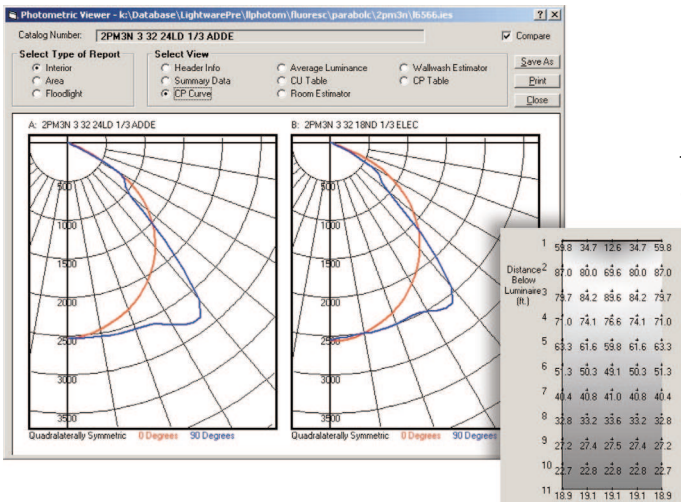 Photometric Viewer - k:\Database\LightwarePre\llphotom\fluoresc\parabolc\2pm3n\l6566.ies
Catalog Number: 2PM3N 3 32 24LD 1/3 ADDE
Compare
Select Type of Report
Interior
Area
Floodlight
Select View
Header Info
Average Luminance
Wallwash Estimator
Summary Data
CU Table
CP Table
CP Curve
Room Estimator
Save As
Print
Close
A: 2PM3N 3 32 24LD 1/3 ADDE
B: 2PM3N 3 32 18ND 1/3 ELEC
500
1000
1500
2000
2500
3000
3500
Quadralaterally Symmetric 0 Degrees 90 Degrees
500
1000
1500
2000
2500
3000
3500
Quadralaterally Symmetric 0 Degrees 90 Degrees
Distance
Below
Luminaire
(ft.)
1 59.8 34.7 12.6 34.7 59.8
2 87.0 80.0 69.6 80.0 87.0
3 79.7 84.2 89.6 84.2 79.7
4 71.0 74.1 76.6 74.1 71.0
5 63.3 61.6 59.8 61.6 63.3
6 51.3 50.3 49.1 50.3 51.3
7 40.4 40.8 41.0 40.8 40.4
8 32.8 33.2 33.6 33.2 32.8
9 27.2 27.4 27.5 27.4 27.2
10 22.7 22.8 22.8 22.8 22.7
11 18.9 19.1 19.1 19.1 18.9